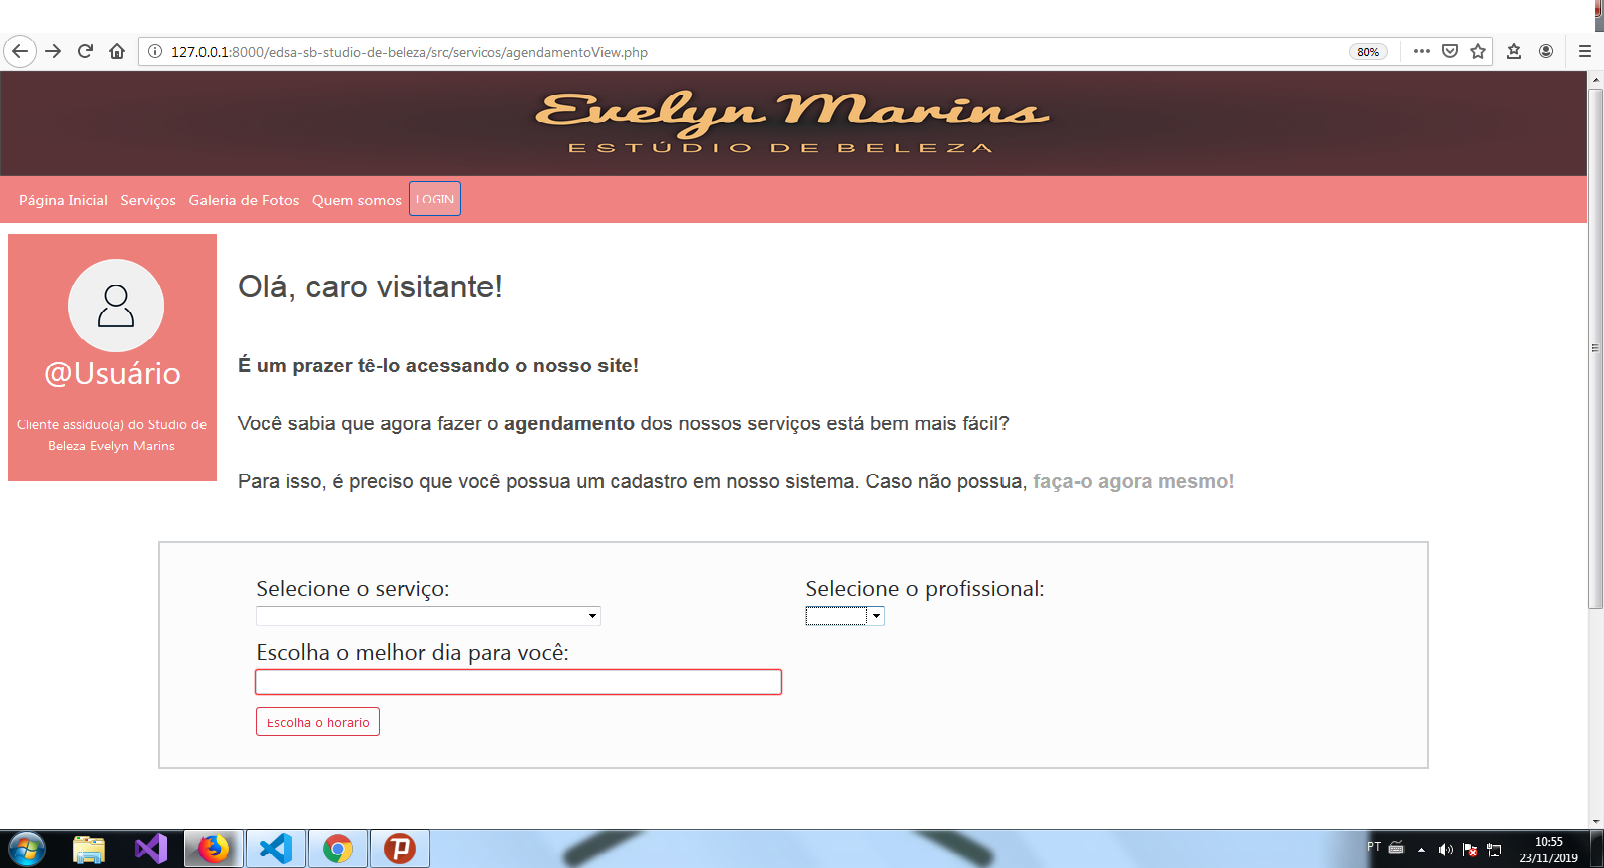 127.0.0.1:8000/edsa-sb-studio-de-beleza/src/servicos/agendamentoView.php
80%
Evelyn Marins
ESTÚDIO DE BELEZA
Página Inicial Serviços Galeria de Fotos Quem somos LOGIN
@Usuário
Cliente assíduo(a) do Studio de
Beleza Evelyn Marins
Olá, caro visitante!
É um prazer tê-lo acessando o nosso site!
Você sabia que agora fazer o agendamento dos nossos serviços está bem mais fácil?
Para isso, é preciso que você possua um cadastro em nosso sistema. Caso não possua, faça-o agora mesmo!
Selecione o serviço:
Selecione o profissional:
Escolha o melhor dia para você:
Escolha o horario
PT
10:55
23/11/2019